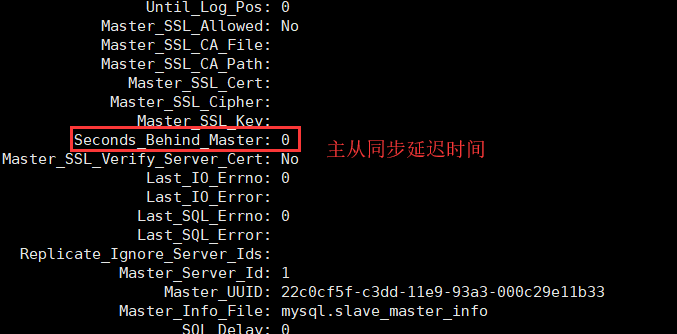 Until_Log_Pos: 0
Master_SSL_Allowed: No
Master_SSL_CA_File:
Master_SSL_CA_Path:
Master_SSL_Cert:
Master_SSL_Cipher:
Master_SSL_Key:
Seconds_Behind_Master: 0 主从同步延迟时间
Master_SSL_Verify_Server_Cert: No
Last_IO_Errno: 0
Last_IO_Error:
Last_SQL_Errno: 0
Last_SQL_Error:
Replicate_Ignore_Server_Ids:
Master_Server_Id: 1
Master_UUID: 22c0cf5f-c3dd-11e9-93a3-000c29e11b33
Master_Info_File: mysql.slave_master_info
SQL_Delay: 0